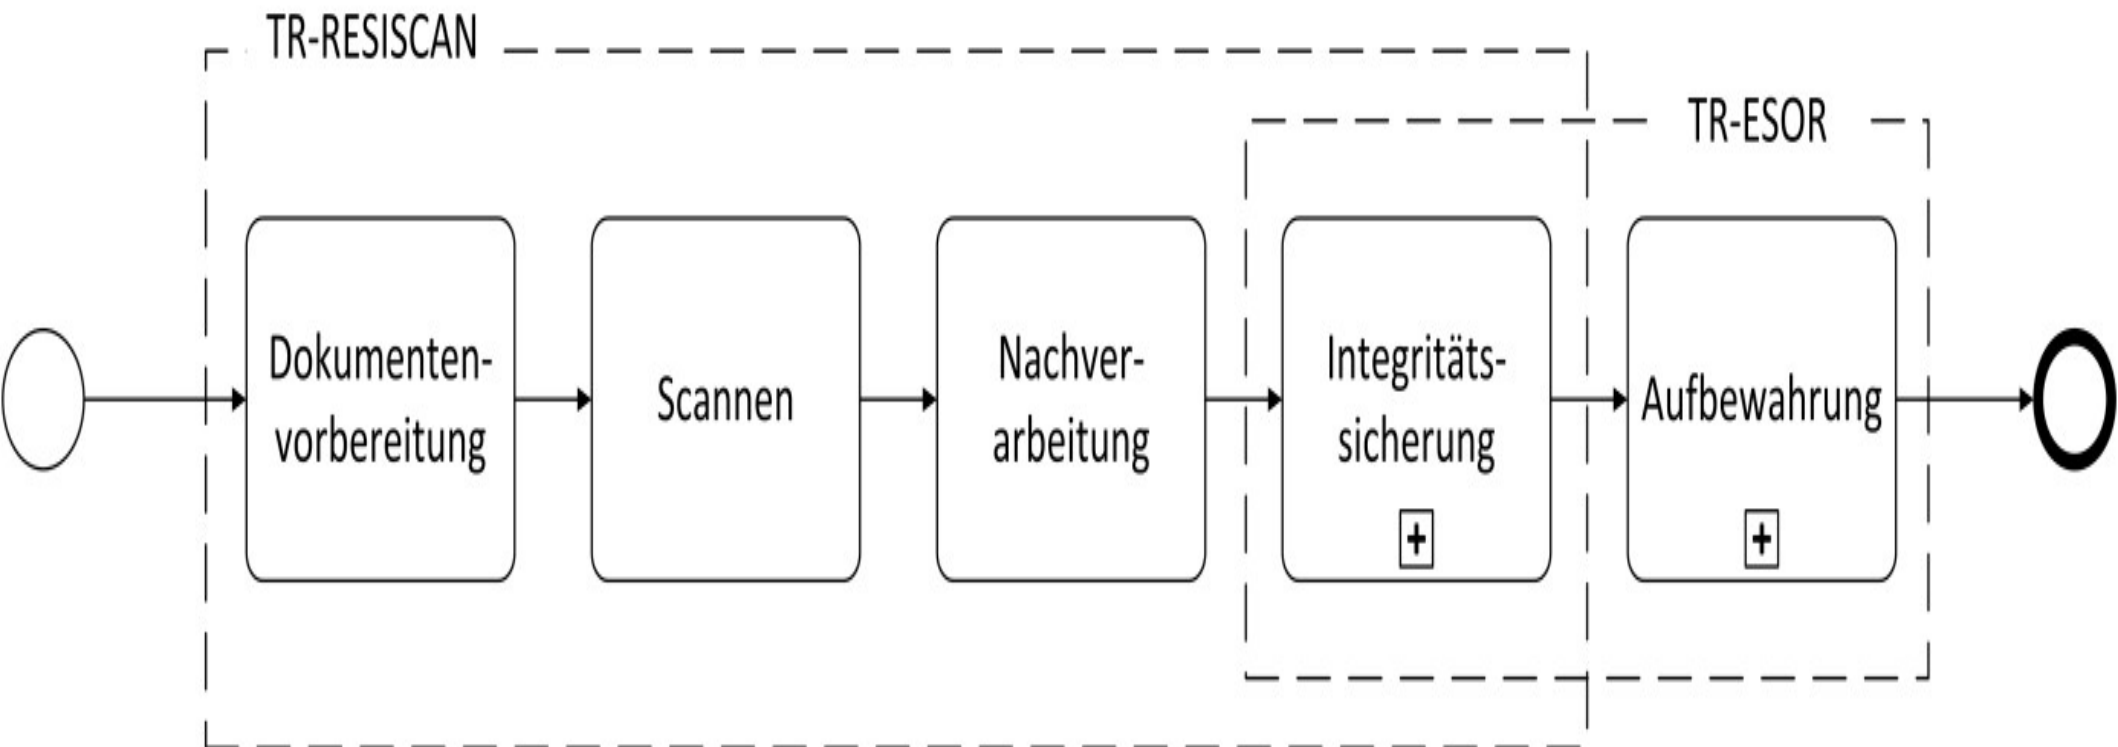 TR-RESISCAN
TR-ESOR
Dokumenten-
vorbereitung
Scannen
Nachver-
arbeitung
Integritäts-
sicherung
Aufbewahrung